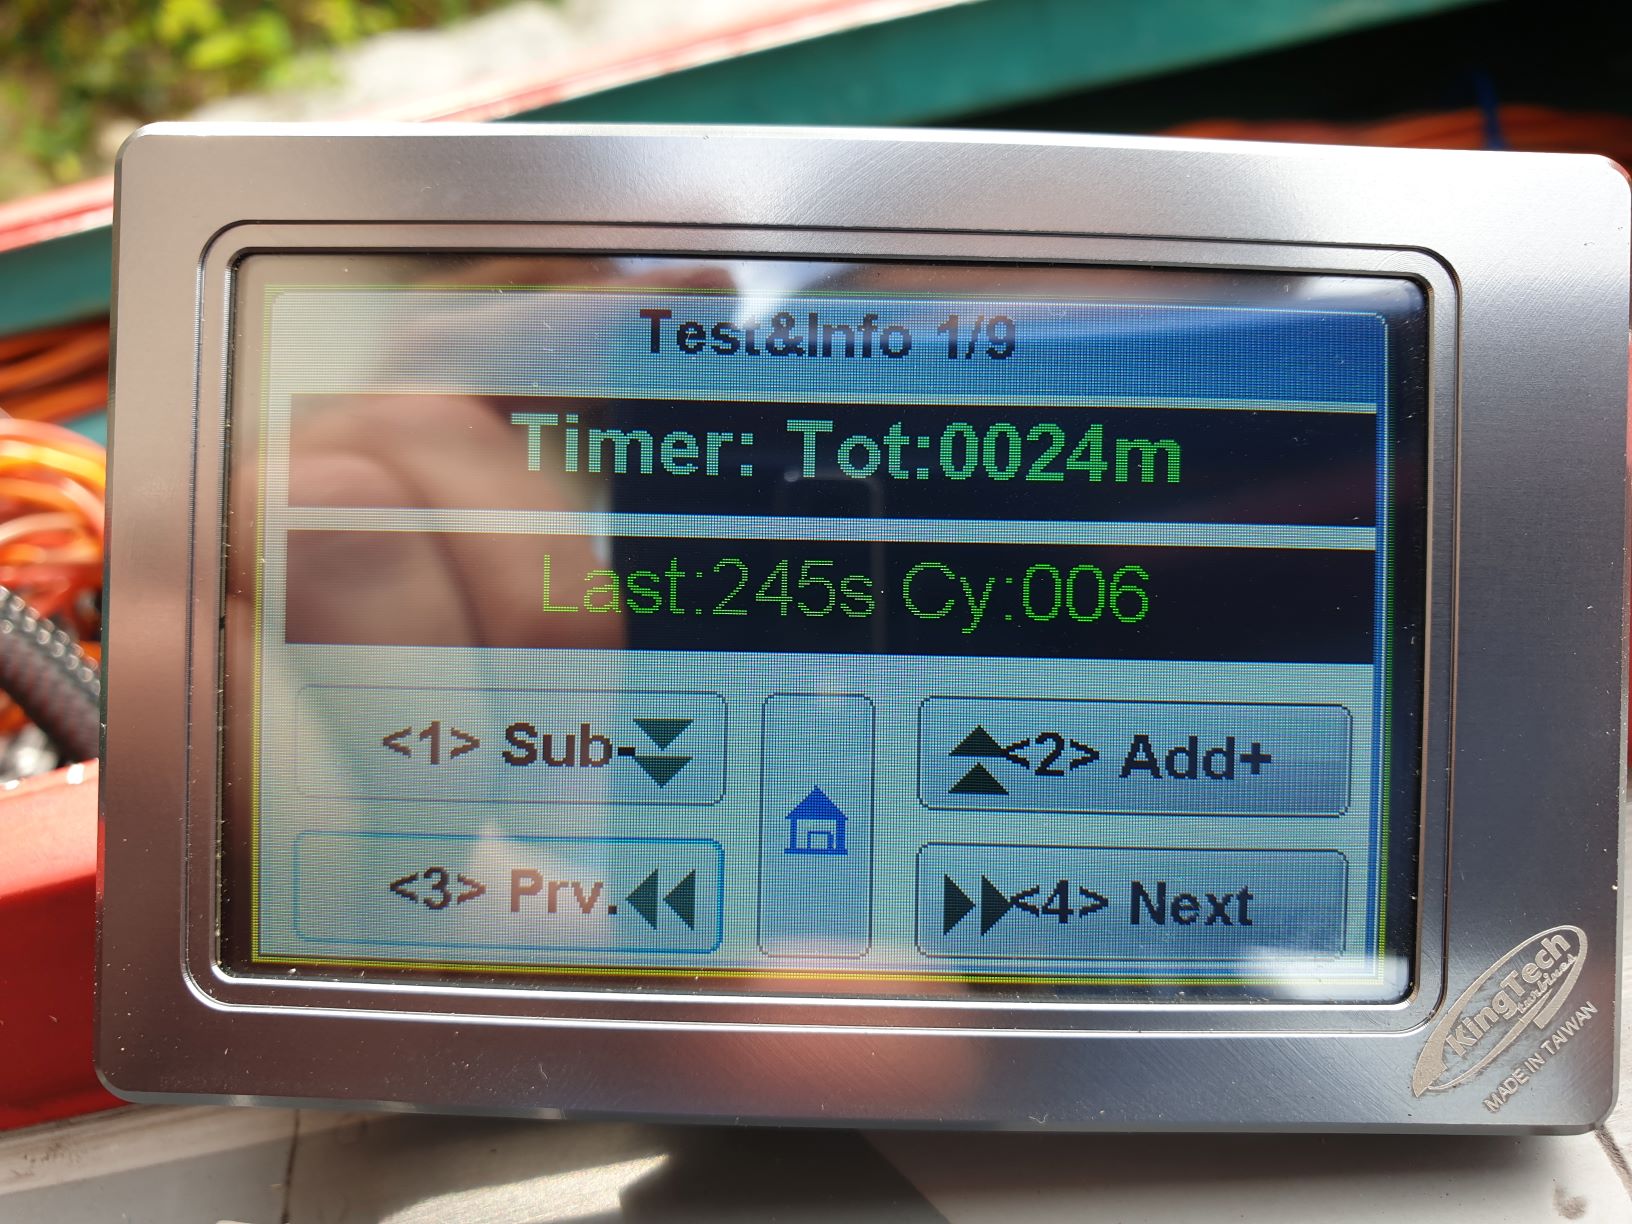 Test&Info 1/9
Timer: Tot:0024m
Last:245s Cy:006
<1> Sub-
<2> Add+
<3> Prv.
<4> Next
KingTech
turbines
MADE IN TAIWAN